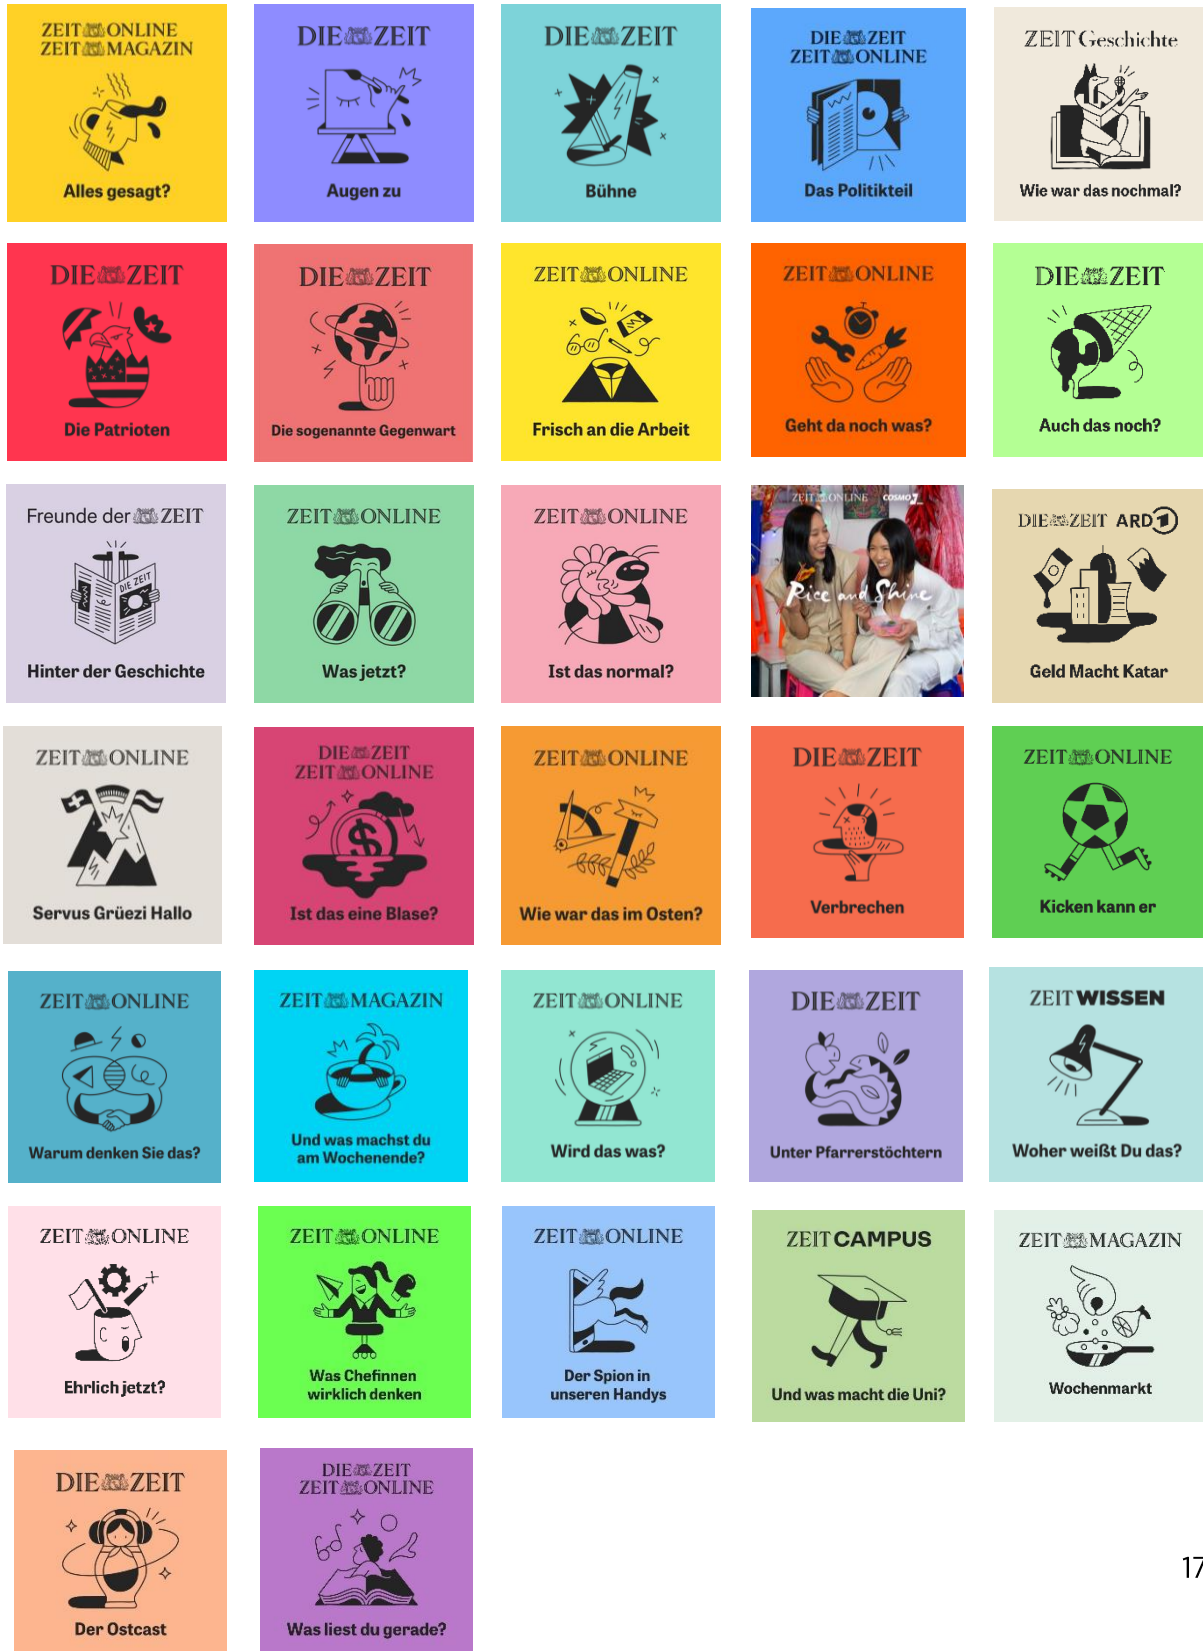 ZEIT ONLINE
ZEIT MAGAZIN
Alles gesagt?
DIE ZEIT
Augen zu
DIE ZEIT
Bühne
DIE ZEIT
ZEIT ONLINE
Das Politikteil
ZEIT Geschichte
Wie war das nochmal?
DIE ZEIT
Die Patrioten
DIE ZEIT
Die sogenannte Gegenwart
ZEIT ONLINE
Frisch an die Arbeit
ZEIT ONLINE
Geht da noch was?
DIE ZEIT
Auch das noch?
Freunde der ZEIT
DIE ZEIT
Hinter der Geschichte
ZEIT ONLINE
Was jetzt?
ZEIT ONLINE
Ist das normal?
ZEIT ONLINE COSMO
Rice and Shine
DIE ZEIT ARD 1
Geld Macht Katar
ZEIT ONLINE
Servus Grüezi Hallo
DIE ZEIT
ZEIT ONLINE
$
Ist das eine Blase?
ZEIT ONLINE
Wie war das im Osten?
DIE ZEIT
Verbrechen
ZEIT ONLINE
Kicken kann er
ZEIT ONLINE
Warum denken Sie das?
ZEIT MAGAZIN
Und was machst du
am Wochenende?
ZEIT ONLINE
Wird das was?
DIE ZEIT
Unter Pfarrerstöchtern
ZEIT WISSEN
Woher weißt Du das?
ZEIT ONLINE
Ehrlich jetzt?
ZEIT ONLINE
Was Chefinnen
wirklich denken
ZEIT ONLINE
Der Spion in
unseren Handys
ZEIT CAMPUS
Und was macht die Uni?
ZEIT MAGAZIN
Wochenmarkt
DIE ZEIT
Der Ostcast
DIE ZEIT
ZEIT ONLINE
Was liest du gerade?
17